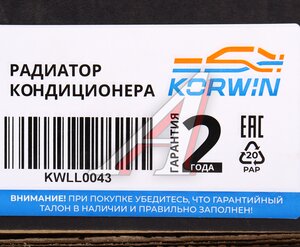 РАДИАТОР
КОНДИЦИОНЕРА
KORWIN
KWLL0043
ГАРАНТИЯ
2
ГОДА
EAC
20
PAP
ВНИМАНИЕ! ПРИ ПОКУПКЕ УБЕДИТЕСЬ, ЧТО ГАРАНТИЙНЫЙ
ТАЛОН В НАЛИЧИИ И ПРАВИЛЬНО ЗАПОЛНЕН!